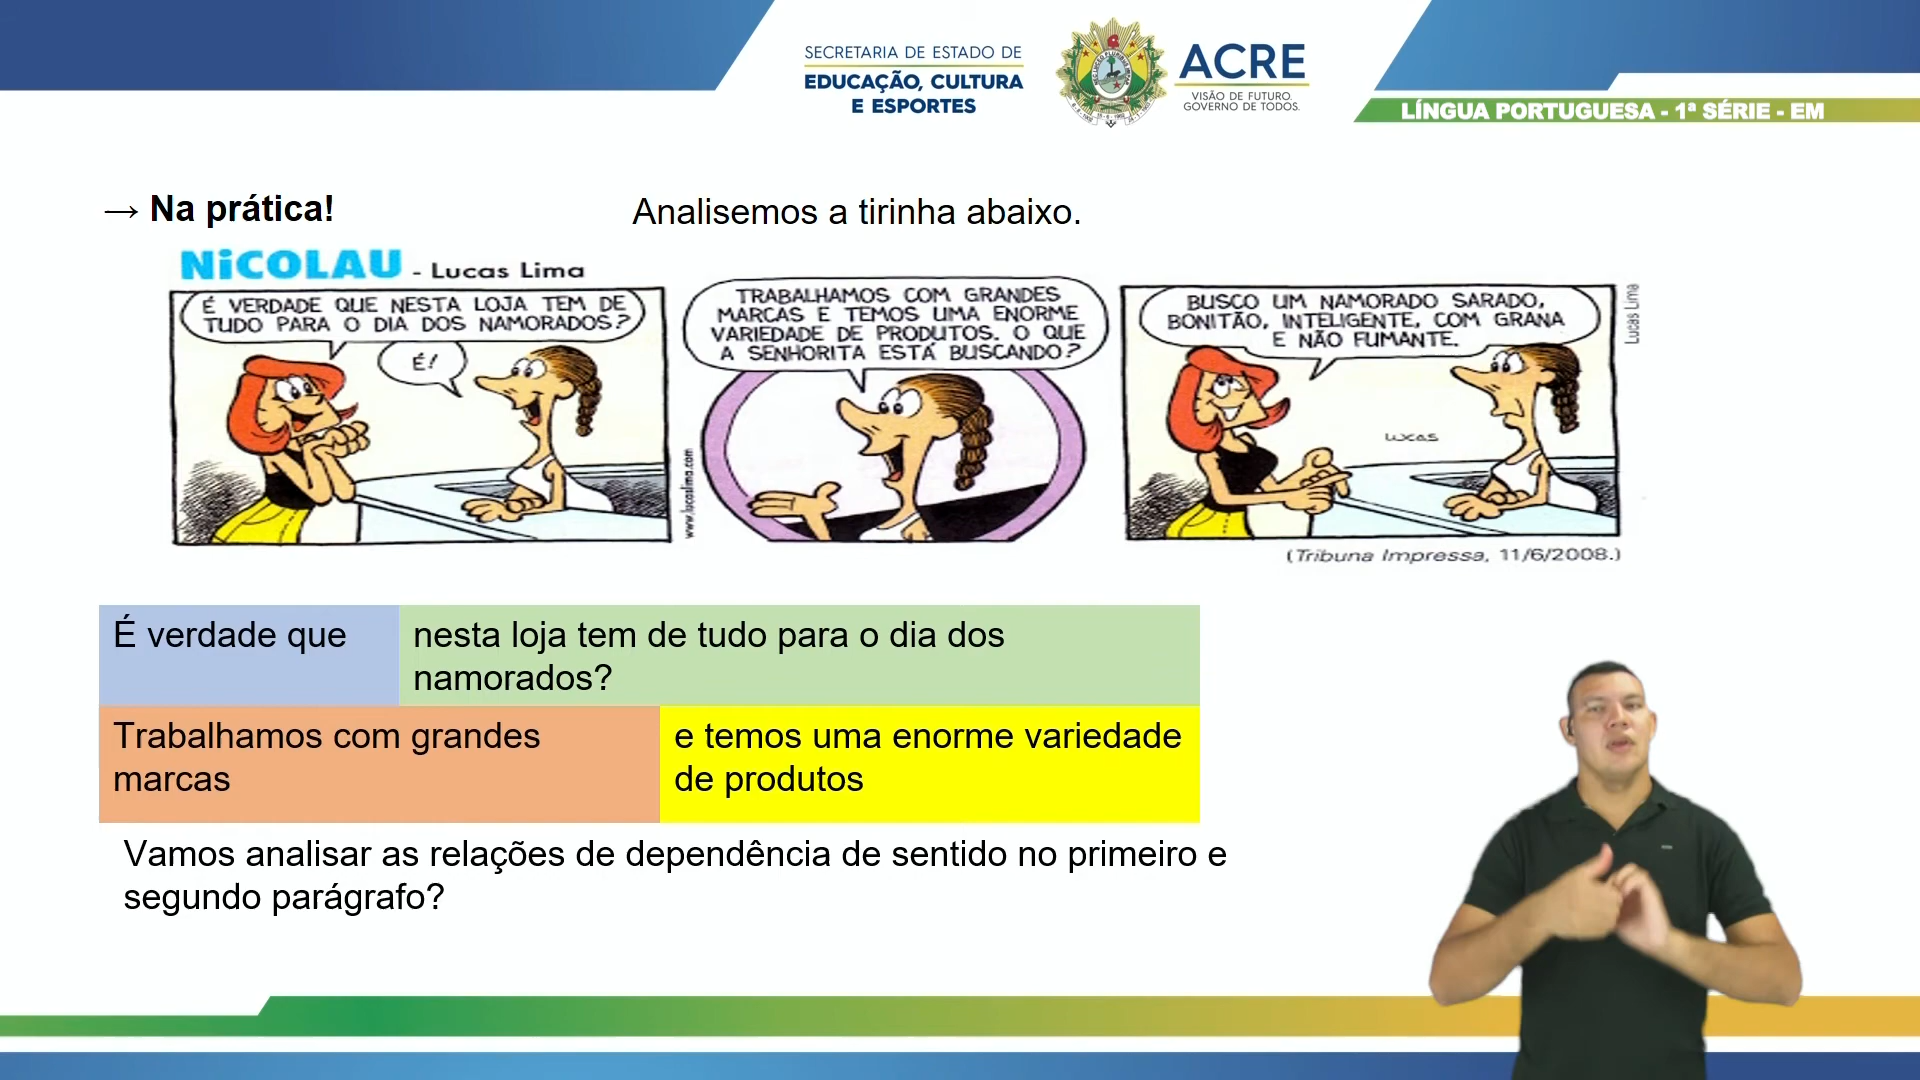 SECRETARIA DE ESTADO DE
EDUCAÇÃO, CULTURA
E ESPORTES
ACRE
VISÃO DE FUTURO.
GOVERNO DE TODOS.
LÍNGUA PORTUGUESA - 1ª SÉRIE - EM
→ Na prática!
Analisemos a tirinha abaixo.
NiCOLAU - Lucas Lima
É VERDADE QUE NESTA LOJA TEM DE
TUDO PARA O DIA DOS NAMORADOS?
É!
www.lucaslima.com
TRABALHAMOS COM GRANDES
MARCAS E TEMOS UMA ENORME
VARIEDADE DE PRODUTOS. O QUE
A SENHORITA ESTÁ BUSCANDO?
BUSCO UM NAMORADO SARADO,
BONITÃO, INTELIGENTE, COM GRANA
E NÃO FUMANTE.
LUCAS
Lucas Lima
(Tribuna Impressa, 11/6/2008.)
É verdade que
nesta loja tem de tudo para o dia dos
namorados?
Trabalhamos com grandes
marcas
e temos uma enorme variedade
de produtos
Vamos analisar as relações de dependência de sentido no primeiro e
segundo parágrafo?